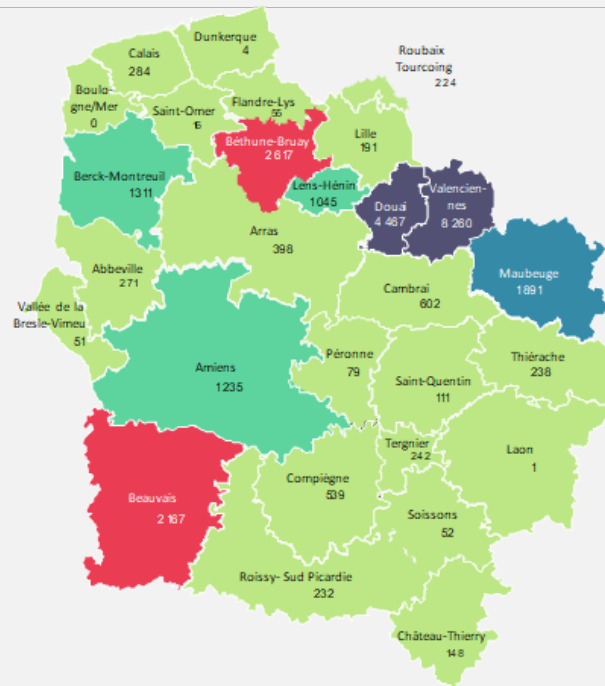 Dunkerque
4
Calais
284
Roubaix
Tourcoing
224
Boulo-
gne/Mer
0
Saint-Omer
16
Flandre-Lys
56
Béthune-Bruay
2 617
Lille
191
Berck-Montreuil
1311
Lens-Hénin
1045
Douai
4 467
Valencien-
nes
8 260
Arras
398
Maubeuge
1891
Abbeville
271
Cambrai
602
Vallée de la
Bresle-Vimeu
51
Amiens
1235
Péronne
79
Thiérache
238
Saint-Quentin
111
Tergnier
242
Laon
1
Compiègne
539
Beauvais
2 167
Soissons
52
Roissy- Sud Picardie
232
Château-Thierry
148